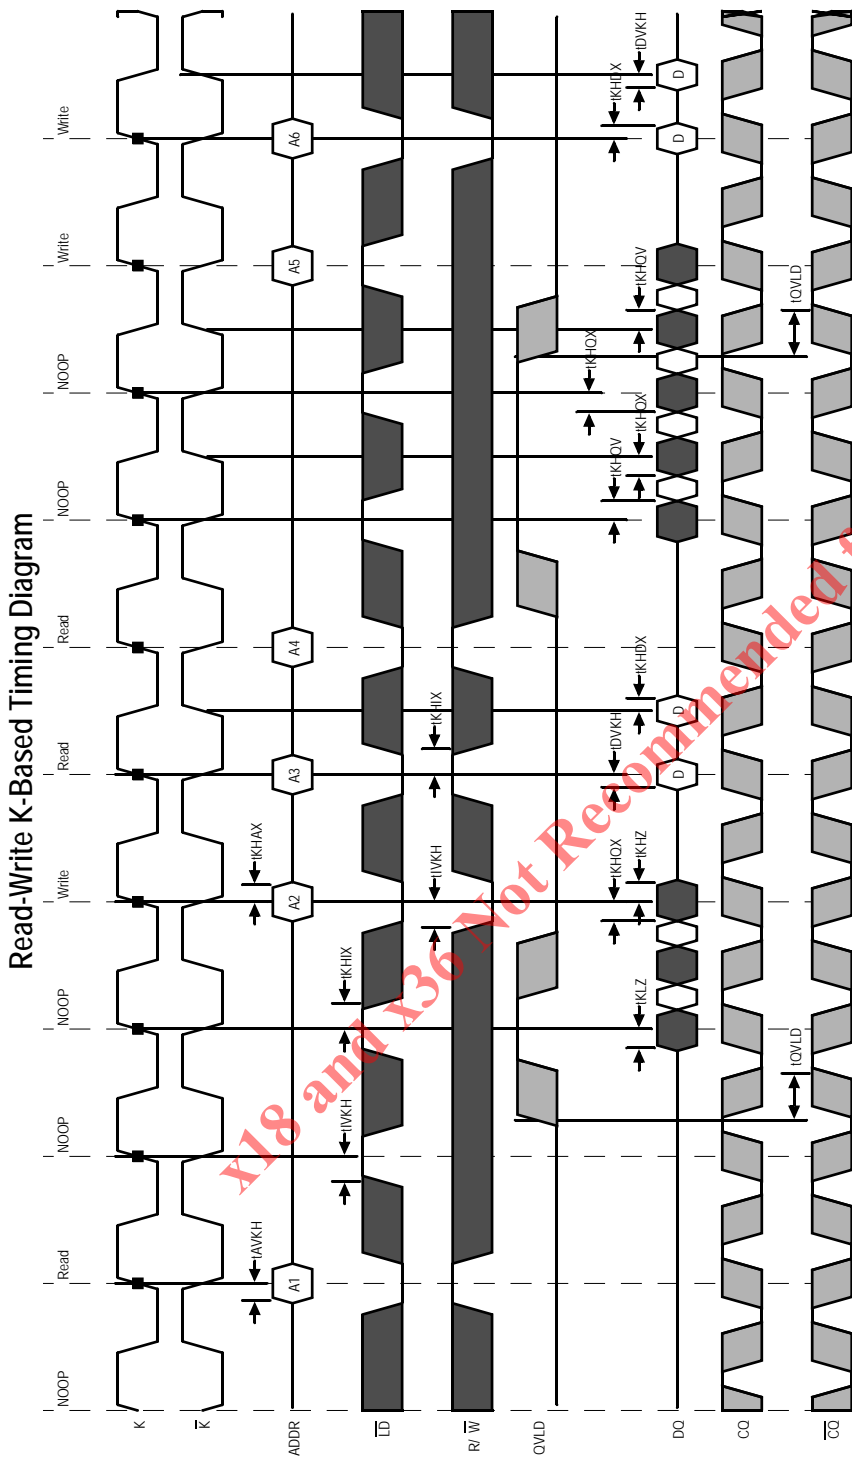 Read-Write K-Based Timing Diagram
NOOP Read NOOP NOOP Write Read Read NOOP NOOP Write Write
K
K
tAVKH tKHAX
ADDR A1 A2 A3 A4 A5 A6
tIVKH tKHIX
LD
tIVKH tKHIX
R/ W
QVLD
tKHQX tDVKH tKHQV tKHQX tKHDX
tKLZ tKHZ tKHDX tKHQX tKHQV tDVKH
DQ D D D D
CQ
tQVLD tQVLD
CQ
x18 and x36 Not Recommended f